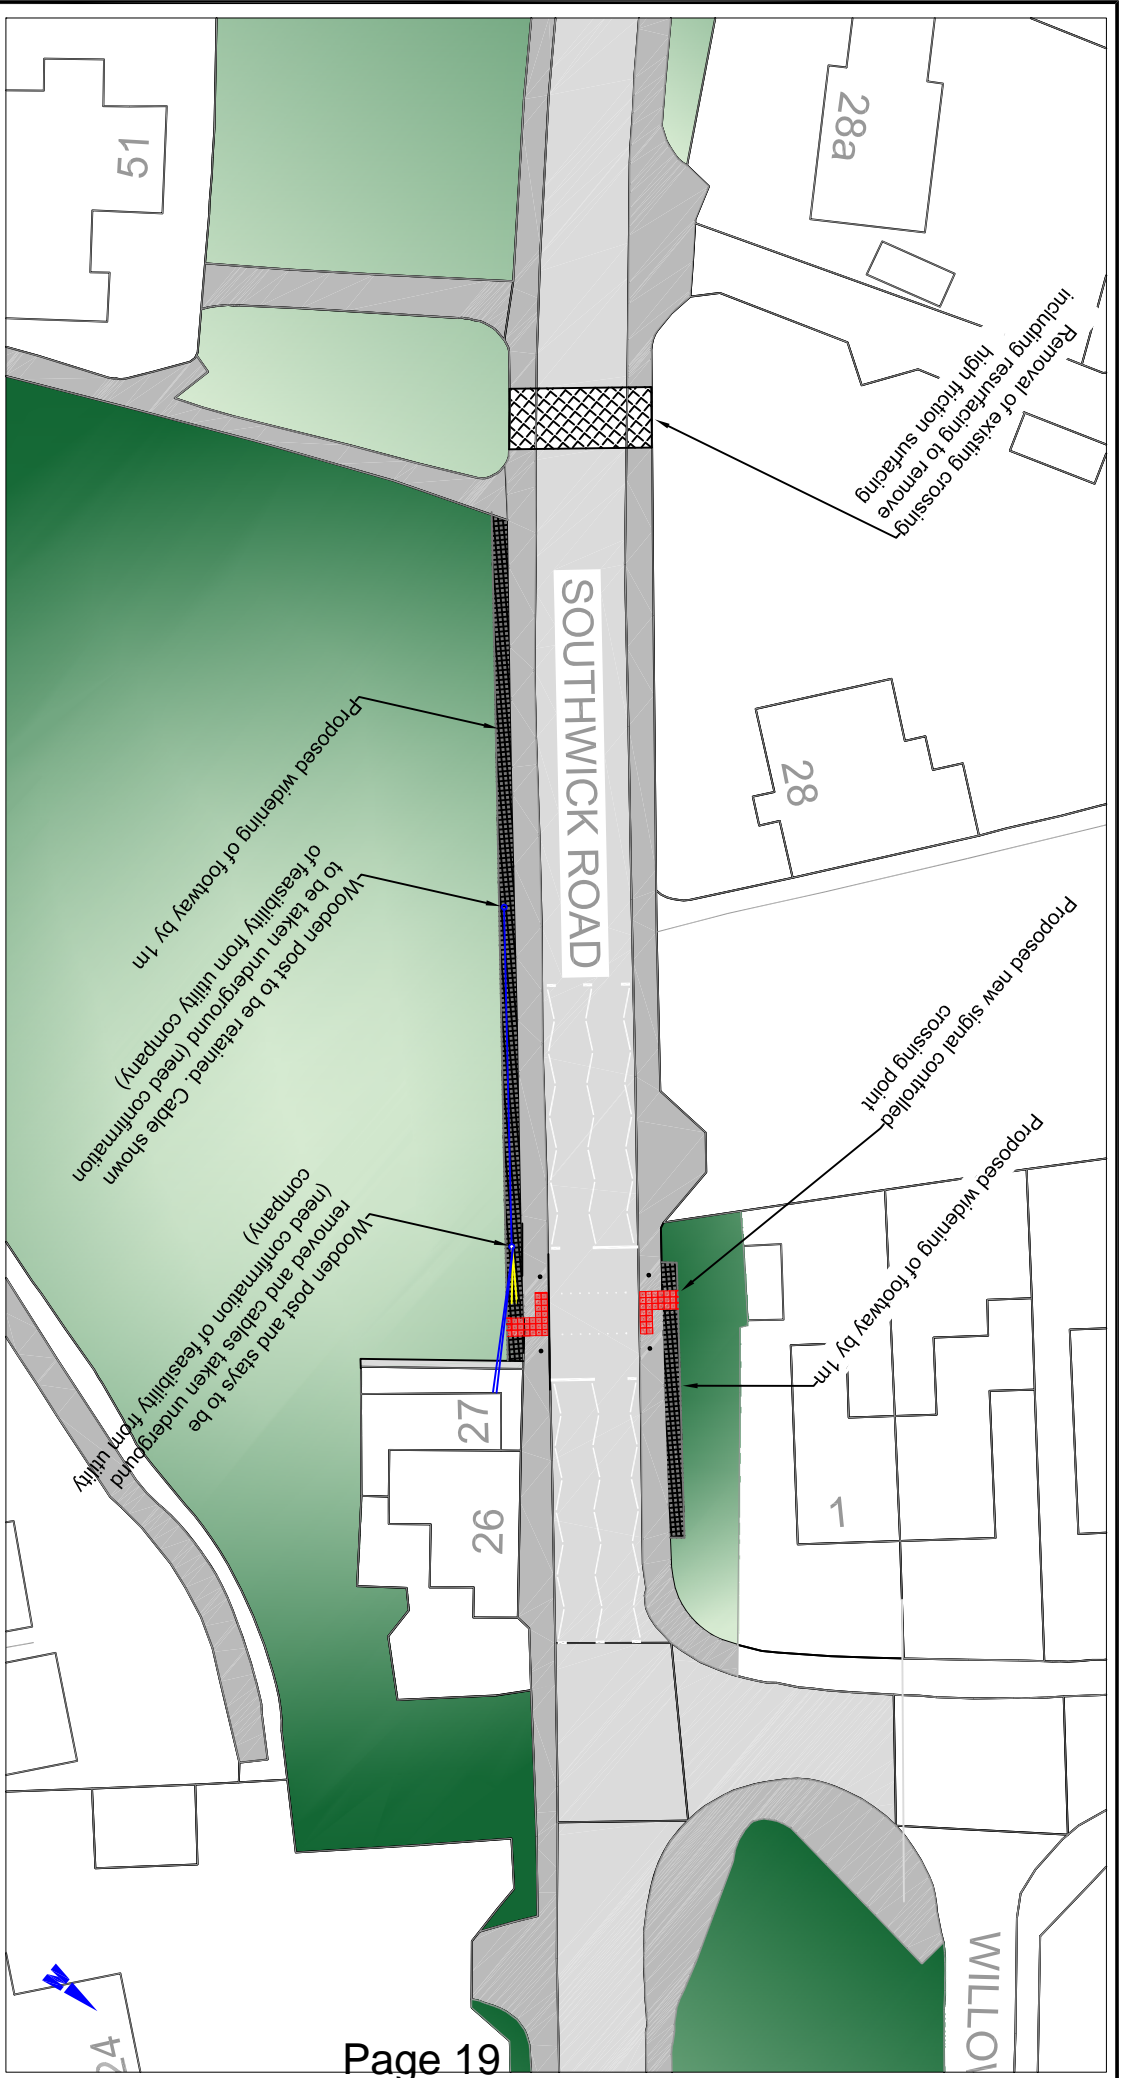 51
28a
Removal of existing crossing
including resurfacing to remove
high friction surfacing
SOUTHWICK ROAD
28
Proposed widening of footway by 1m
Wooden post to be retained. Cable shown
to be taken underground (need confirmation
of feasibility from utility company)
Proposed new signal controlled
crossing point
Proposed widening of footway by 1m
Wooden post and stays to be
removed and cables taken underground
(need confirmation of feasibility from utility
company)
27
26
1
WILLOW
N
24
Page 19